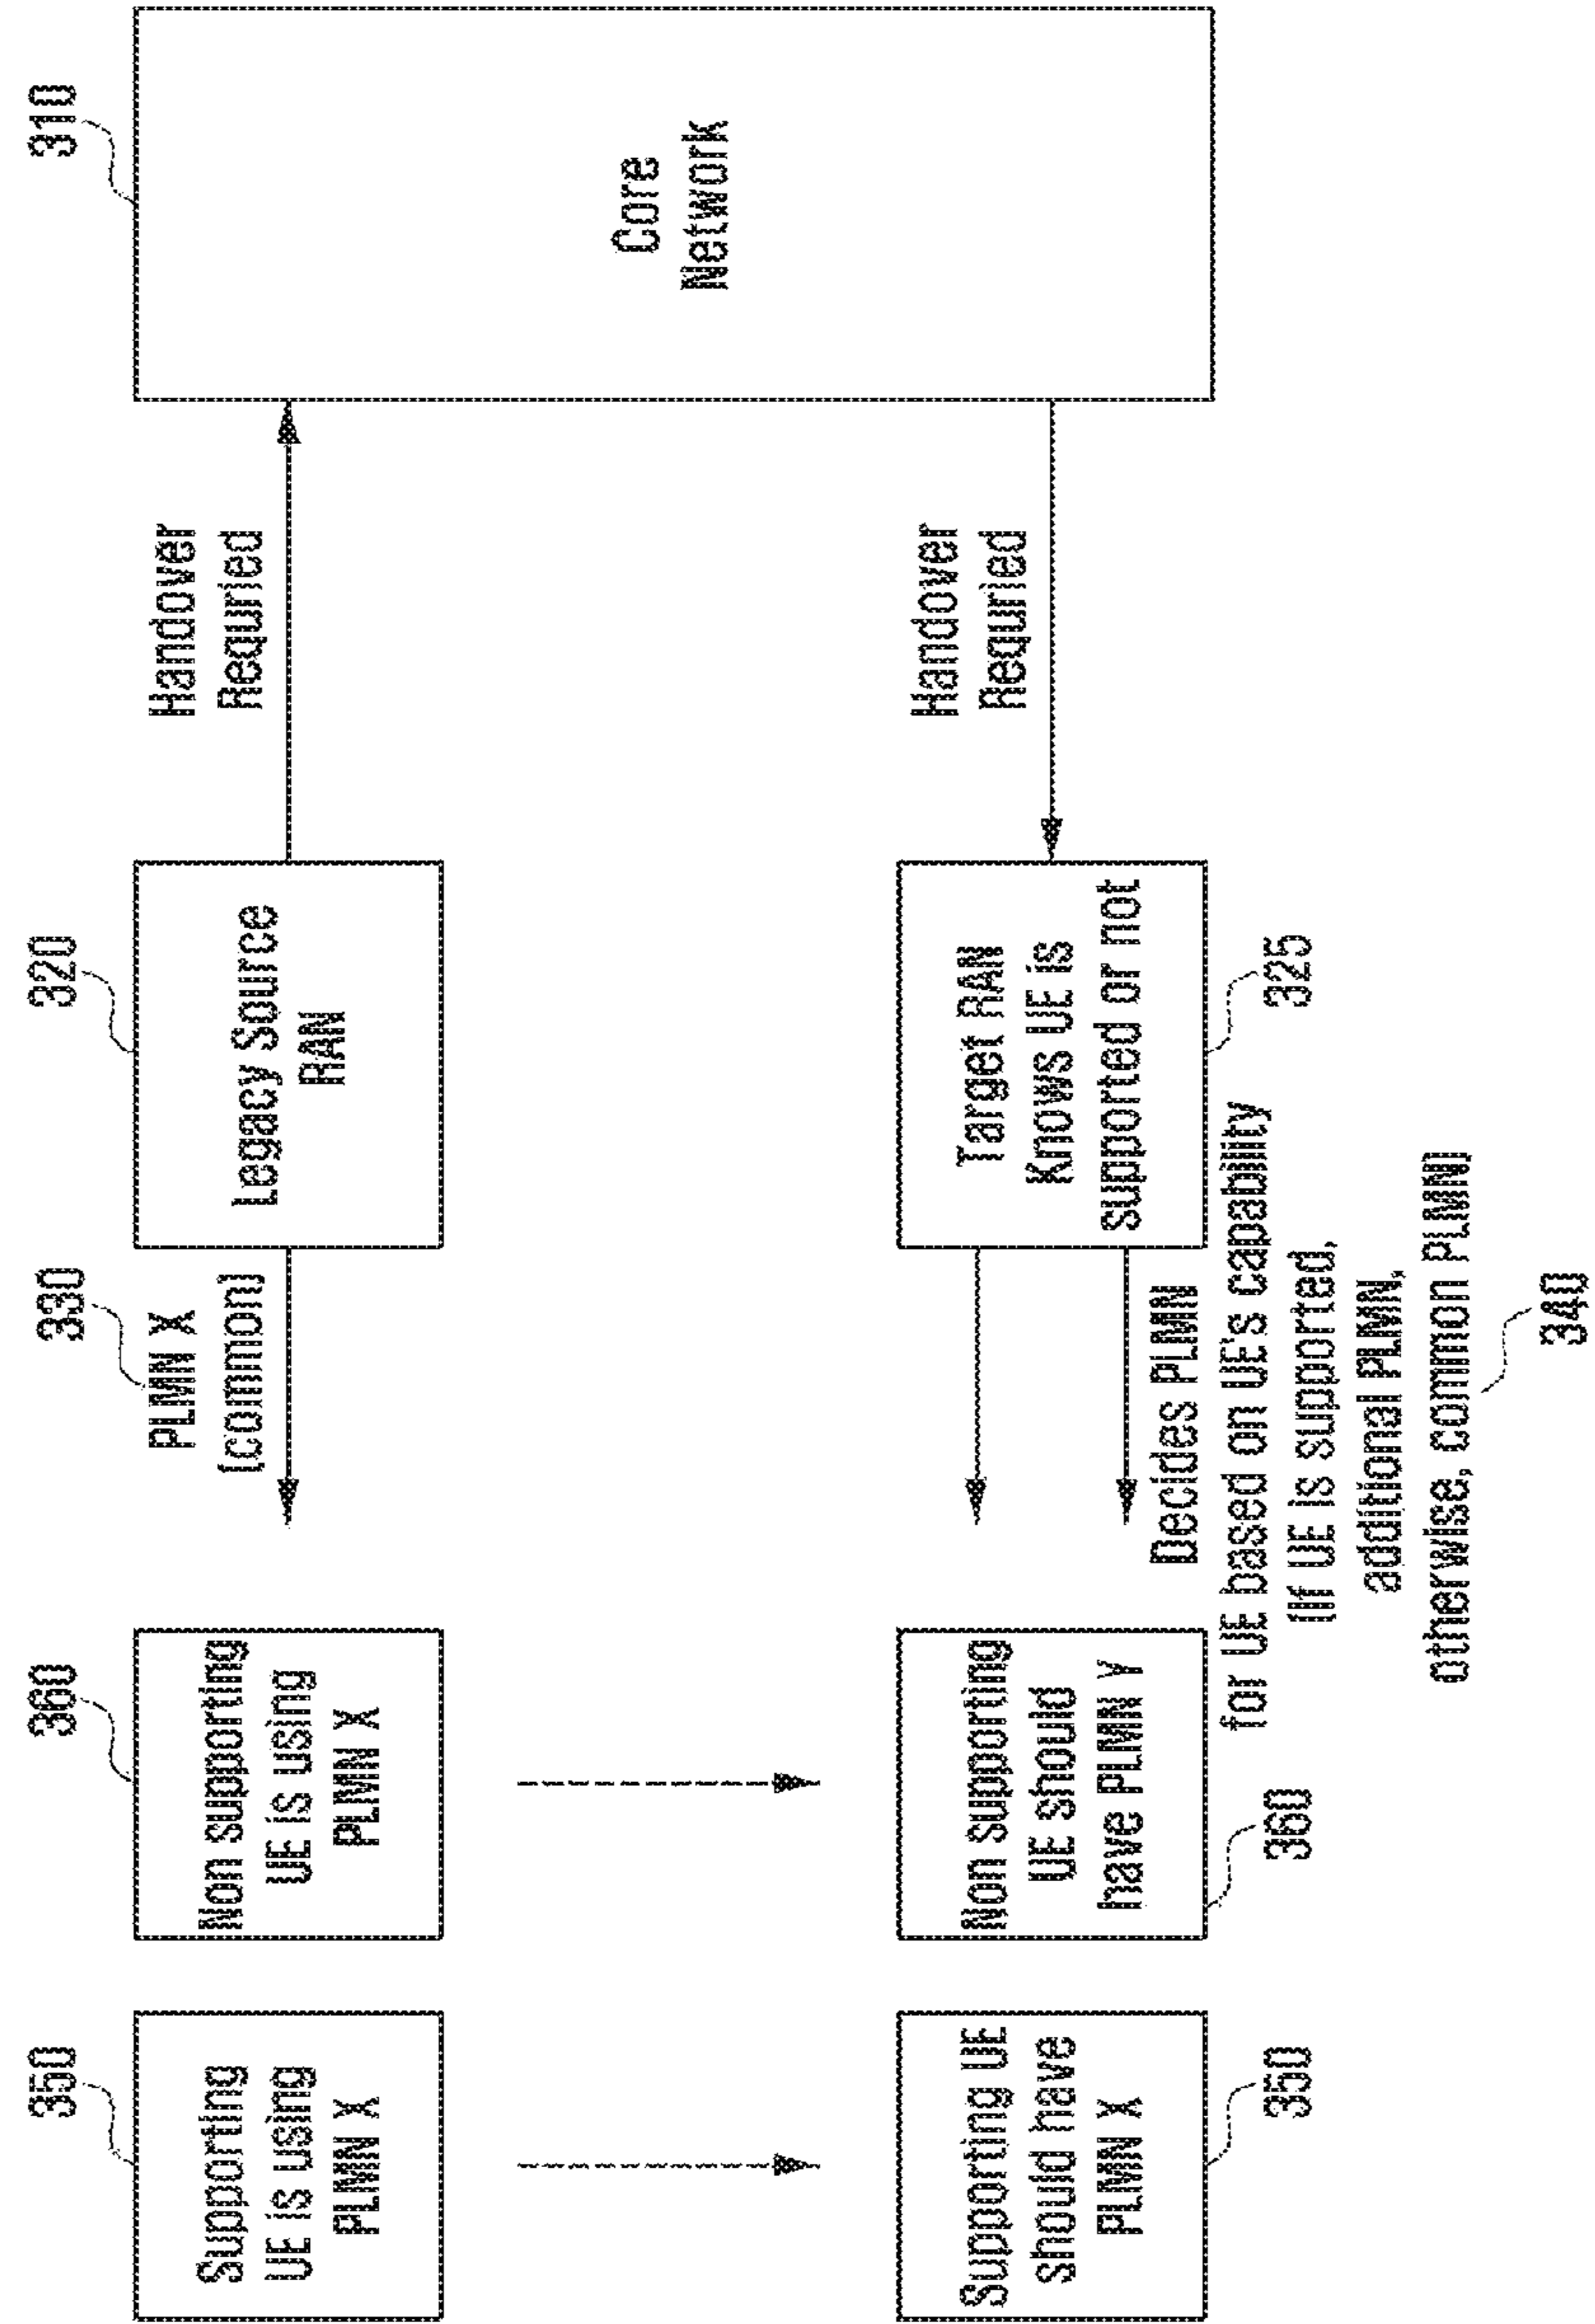 350
Supporting
UE is using
PLMN X
360
Non supporting
UE is using
PLMN X
330
PLMN X
(common)
320
Legacy Source
RAN
Handover
Requried
310
Core
Network
Supporting UE
should have
PLMN X
350
Non Supporting
UE should
have PLMN Y
360
Decides PLMN
for UE based on UE's capability
(If UE is supported,
additional PLMN,
otherwise, common PLMN)
340
Target RAN
Knows UE is
supported or not
325
Handover
Requried